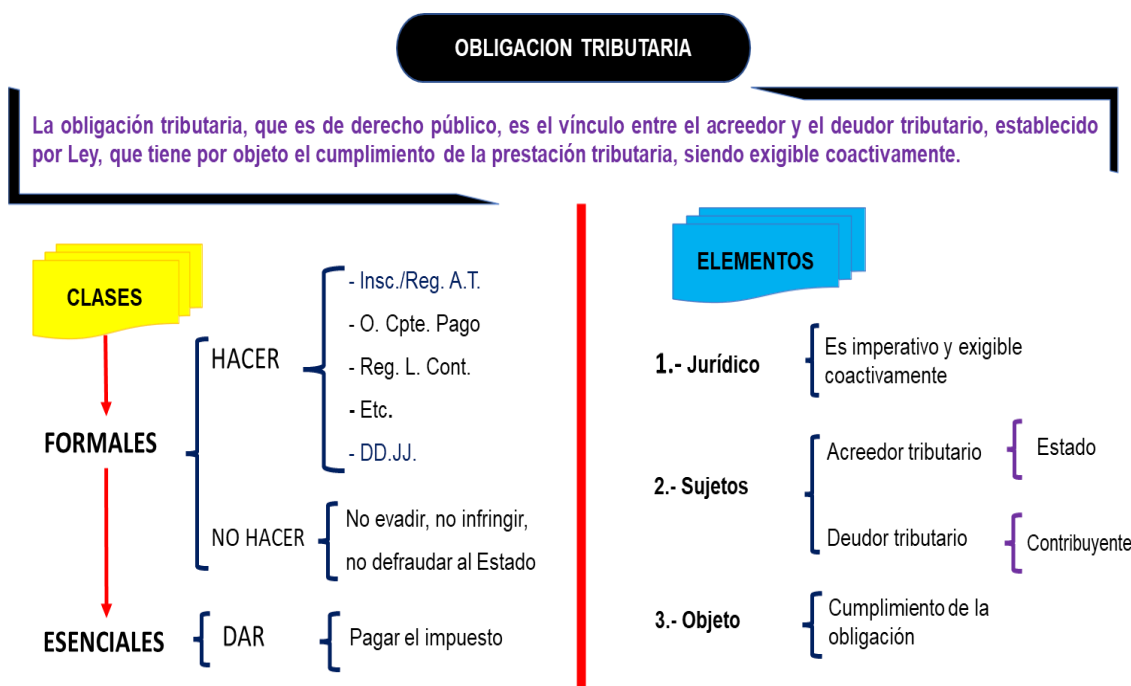 OBLIGACION TRIBUTARIA
La obligación tributaria, que es de derecho público, es el vínculo entre el acreedor y el deudor tributario, establecido
por Ley, que tiene por objeto el cumplimiento de la prestación tributaria, siendo exigible coactivamente.
CLASES
FORMALES
HACER
- Insc./Reg. A.T.
- O. Cpte. Pago
- Reg. L. Cont.
- Etc.
- DD.JJ.
NO HACER
No evadir, no infringir,
no defraudar al Estado
ESENCIALES
DAR
Pagar el impuesto
ELEMENTOS
1.- Jurídico
Es imperativo y exigible
coactivamente
2.- Sujetos
Acreedor tributario
Estado
Deudor tributario
Contribuyente
3.- Objeto
Cumplimiento de la
obligación